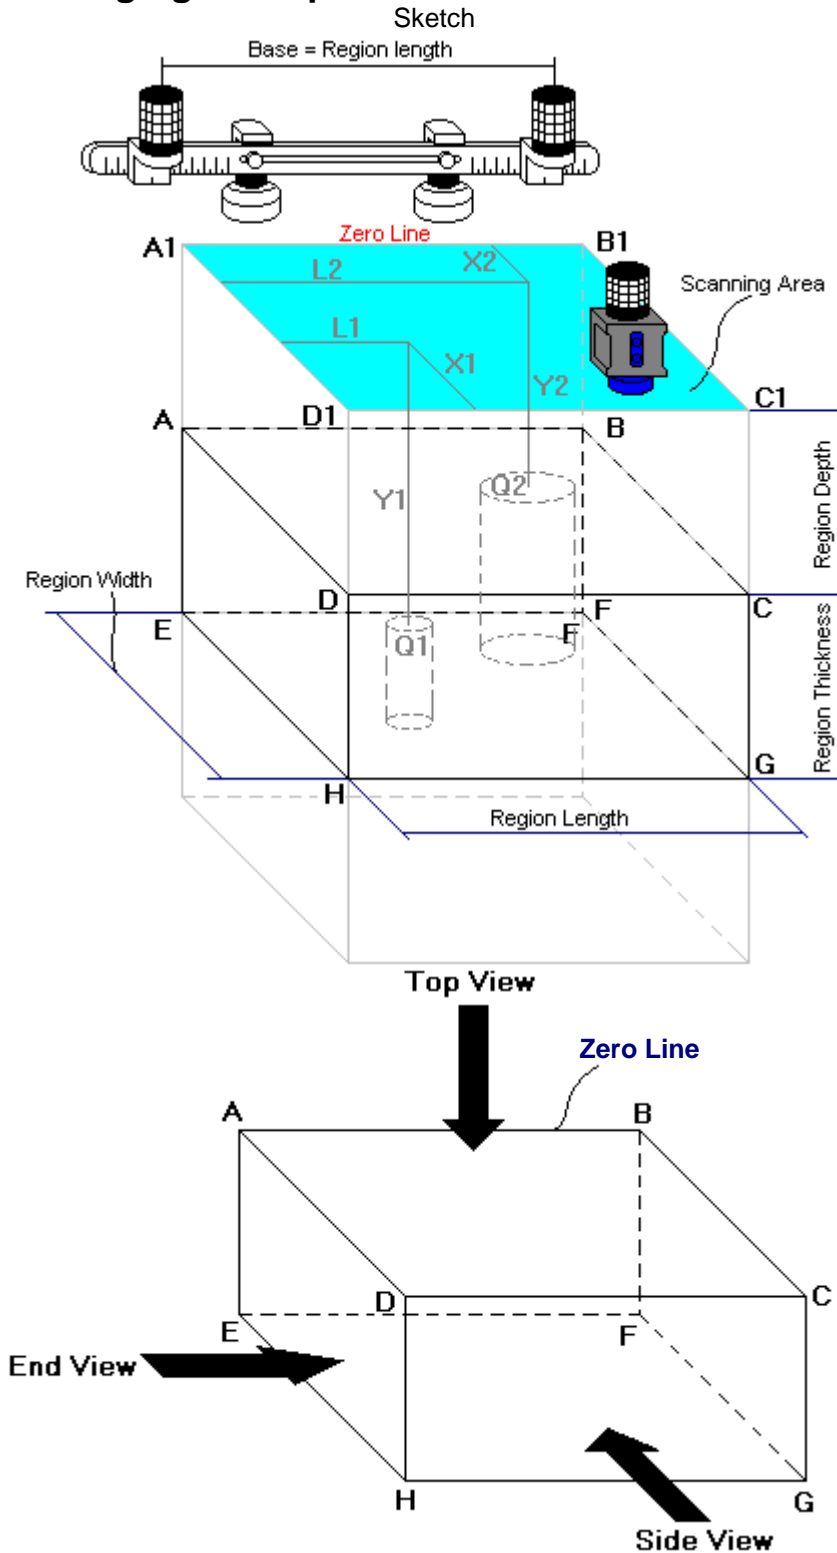 Sketch
Base = Region length
Zero Line
A1
B1
X2
L2
Scanning Area
L1
X1
Y2
C1
A
D1
B
Q2
Y1
Region Depth
Region Width
D
F
C
E
F
Q1
Region Thickness
G
H
Region Length
Top View
Zero Line
A
B
D
C
E
F
End View
H
G
Side View